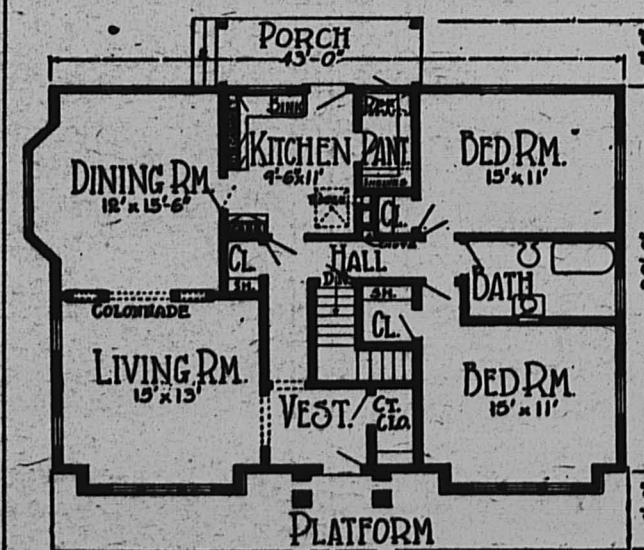 PORCH
43'-0"
SINK
KITCHEN
9'-6"x11'
PANT.
BED RM.
15'x11'
DINING RM.
12'x15'-6"
CL.
CL.
HALL
DN.
SH.
SH.
CL.
BATH
COLONNADE
LIVING RM.
15'x13'
VEST.
CT.
CLO.
BED RM.
15'x11'
PLATFORM